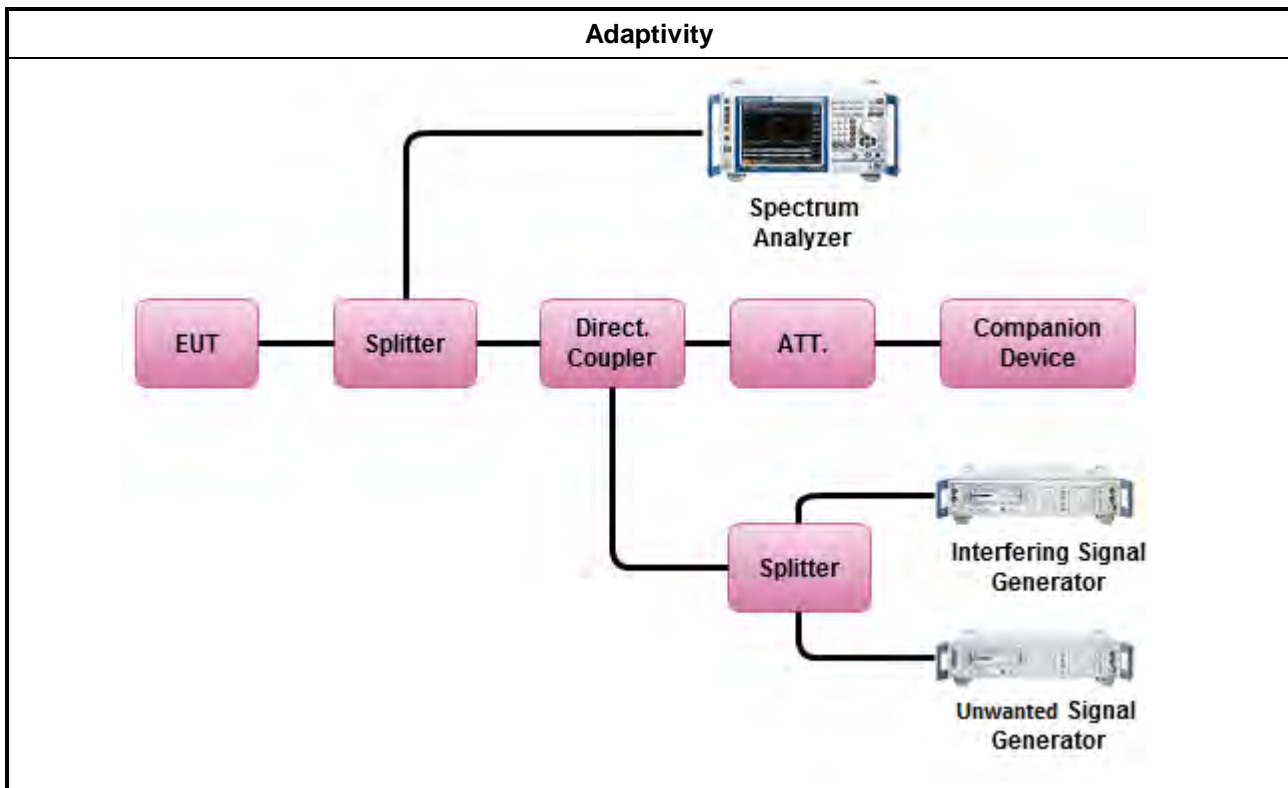 Adaptivity
Spectrum
Analyzer
EUT
Splitter
Direct.
Coupler
ATT.
Companion
Device
Splitter
Interfering Signal
Generator
Unwanted Signal
Generator